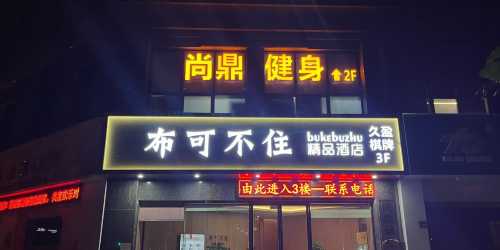 尚鼎 健身 2F
布可不住 bukebuzhu 精品酒店 久盈棋牌 3F
由此进入3楼—联系电话